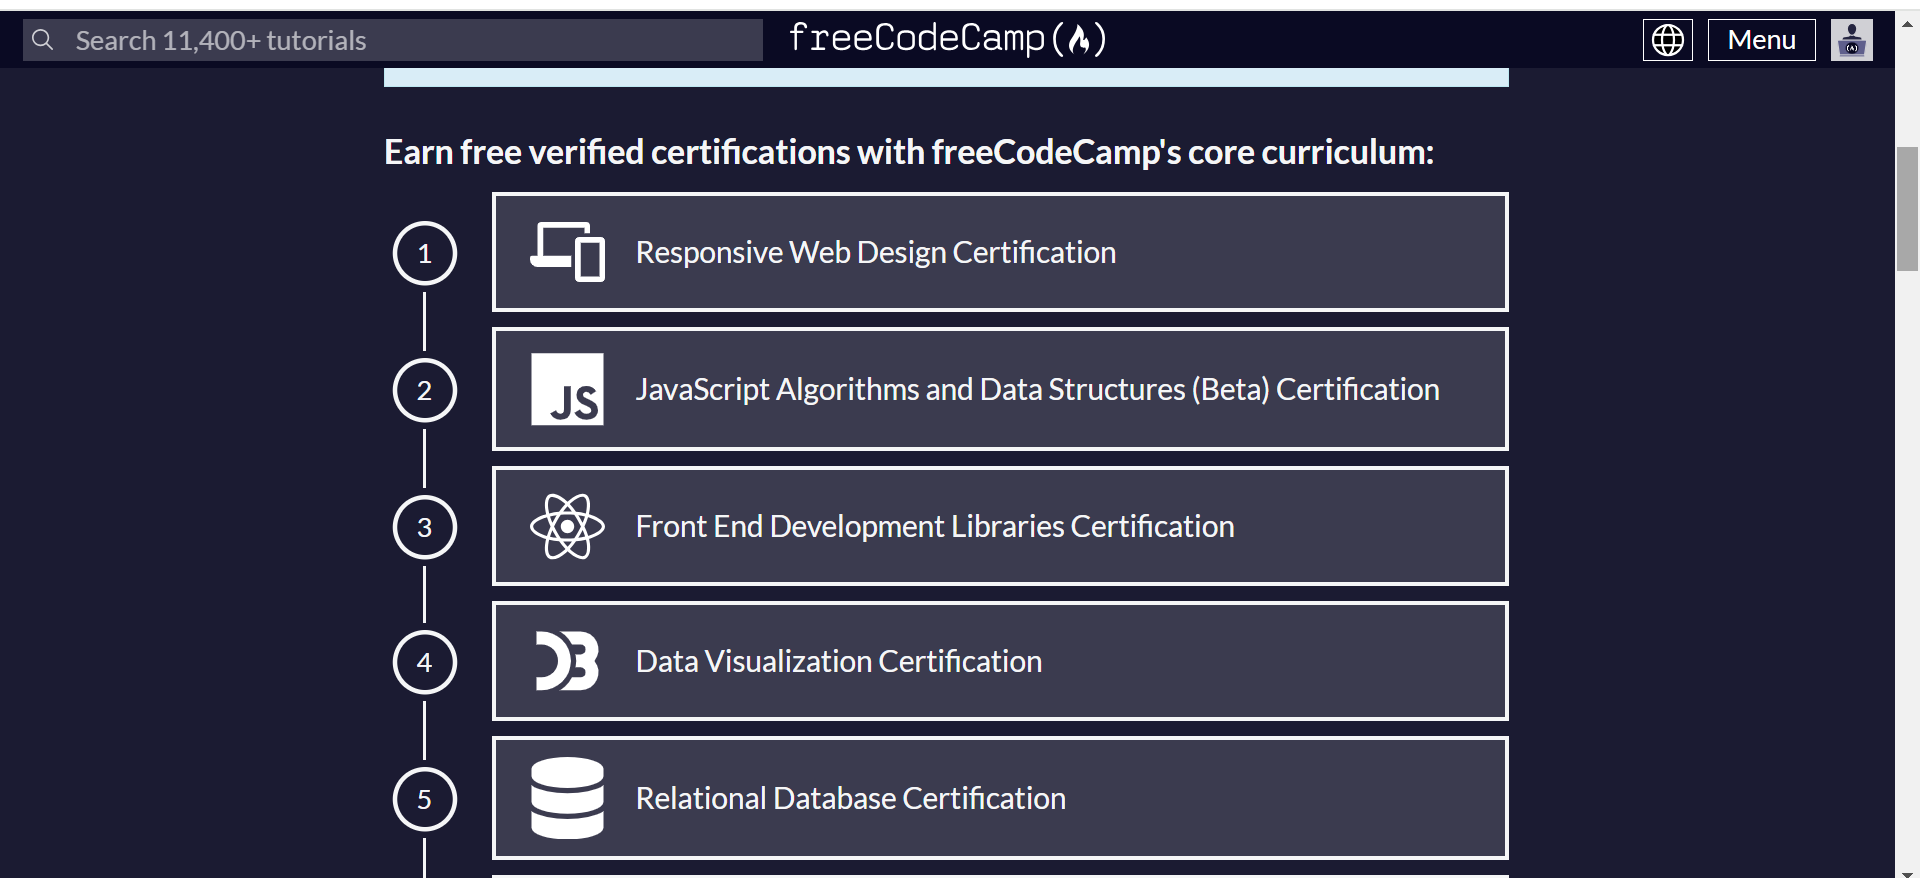 Search 11,400+ tutorials
freeCodeCamp(🔥)
Menu
(A)
Earn free verified certifications with freeCodeCamp's core curriculum:
1
Responsive Web Design Certification
2
JS
JavaScript Algorithms and Data Structures (Beta) Certification
3
Front End Development Libraries Certification
4
D3
Data Visualization Certification
5
Relational Database Certification